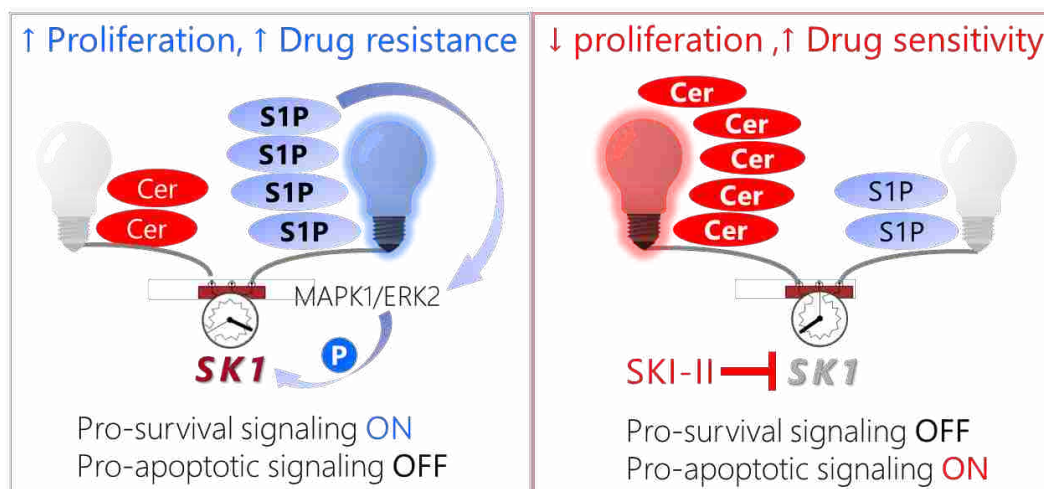 ↑ Proliferation, ↑ Drug resistance
S1P
S1P
Cer
S1P
Cer
S1P
MAPK1/ERK2
P
SK1
Pro-survival signaling ON
Pro-apoptotic signaling OFF
↓ proliferation ,↑ Drug sensitivity
Cer
Cer
Cer
Cer
S1P
Cer
S1P
SKI-II SK1
Pro-survival signaling OFF
Pro-apoptotic signaling ON